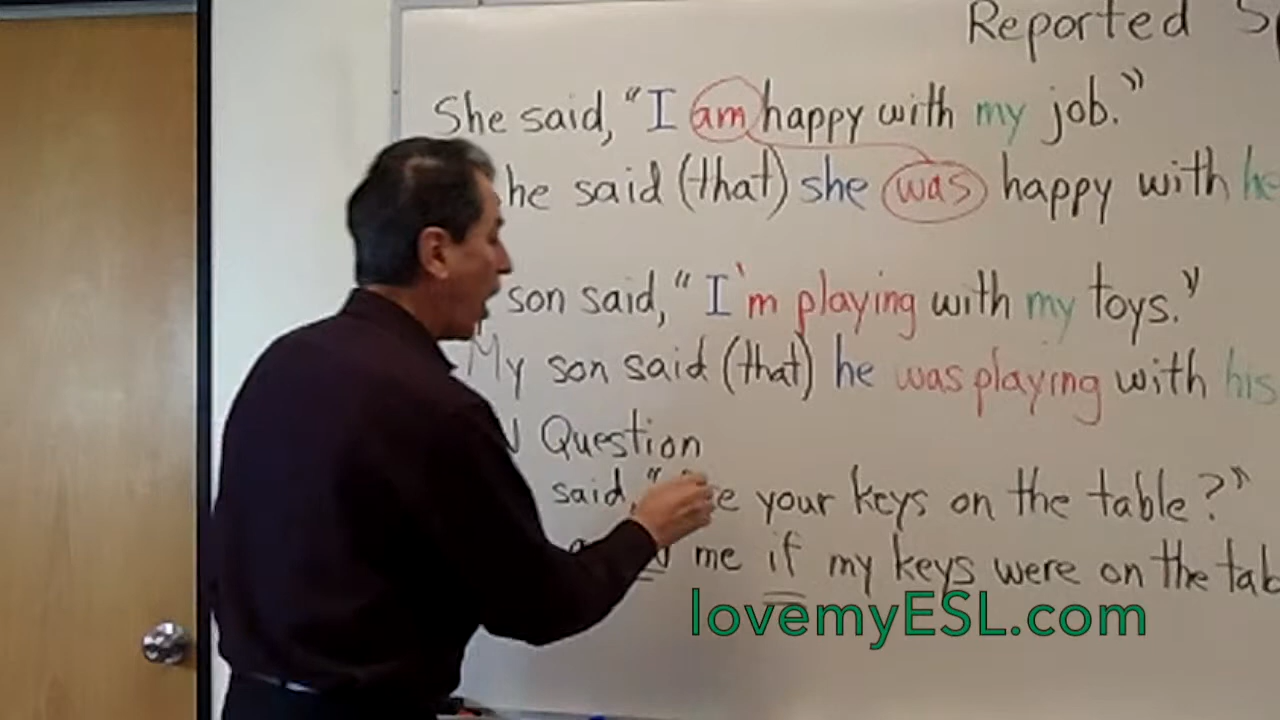 Reported Sp
She said, "I am happy with my job."
he said (that) she was happy with he
son said, "I'm playing with my toys."
My son said (that) he was playing with his
Question
said, " e your keys on the table?"
me if my keys were on the tab
lovemyESL.com